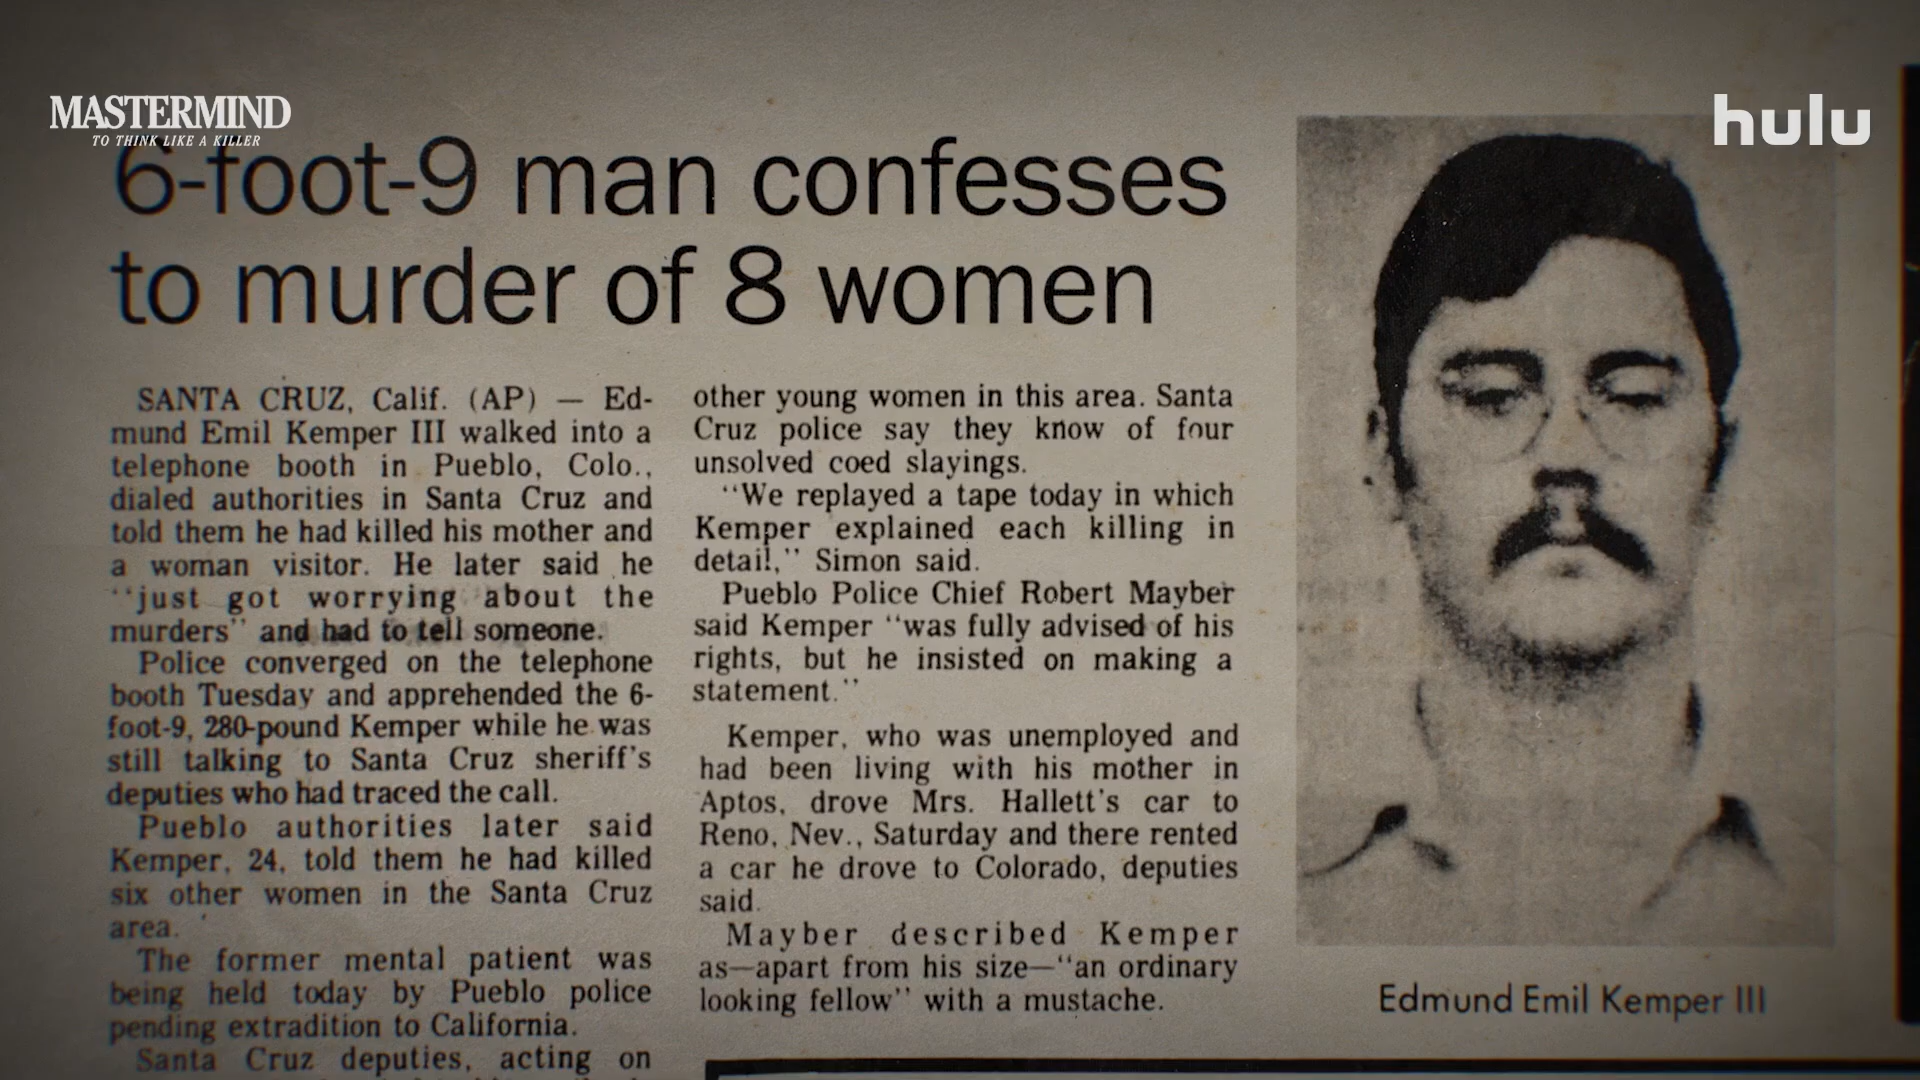 MASTERMIND
TO THINK LIKE A KILLER
hulu
6-foot-9 man confesses
to murder of 8 women
SANTA CRUZ, Calif. (AP) — Ed-
mund Emil Kemper III walked into a
telephone booth in Pueblo, Colo.,
dialed authorities in Santa Cruz and
told them he had killed his mother and
a woman visitor. He later said he
"just got worrying about the
murders" and had to tell someone.
Police converged on the telephone
booth Tuesday and apprehended the 6-
foot-9, 280-pound Kemper while he was
still talking to Santa Cruz sheriff's
deputies who had traced the call.
Pueblo authorities later said
Kemper, 24, told them he had killed
six other women in the Santa Cruz
area.
The former mental patient was
being held today by Pueblo police
pending extradition to California.
Santa Cruz deputies, acting on
other young women in this area. Santa
Cruz police say they know of four
unsolved coed slayings.
"We replayed a tape today in which
Kemper explained each killing in
detail," Simon said.
Pueblo Police Chief Robert Mayber
said Kemper "was fully advised of his
rights, but he insisted on making a
statement."
Kemper, who was unemployed and
had been living with his mother in
Aptos, drove Mrs. Hallett's car to
Reno, Nev., Saturday and there rented
a car he drove to Colorado, deputies
said.
Mayber described Kemper
as—apart from his size—"an ordinary
looking fellow" with a mustache.
Edmund Emil Kemper III